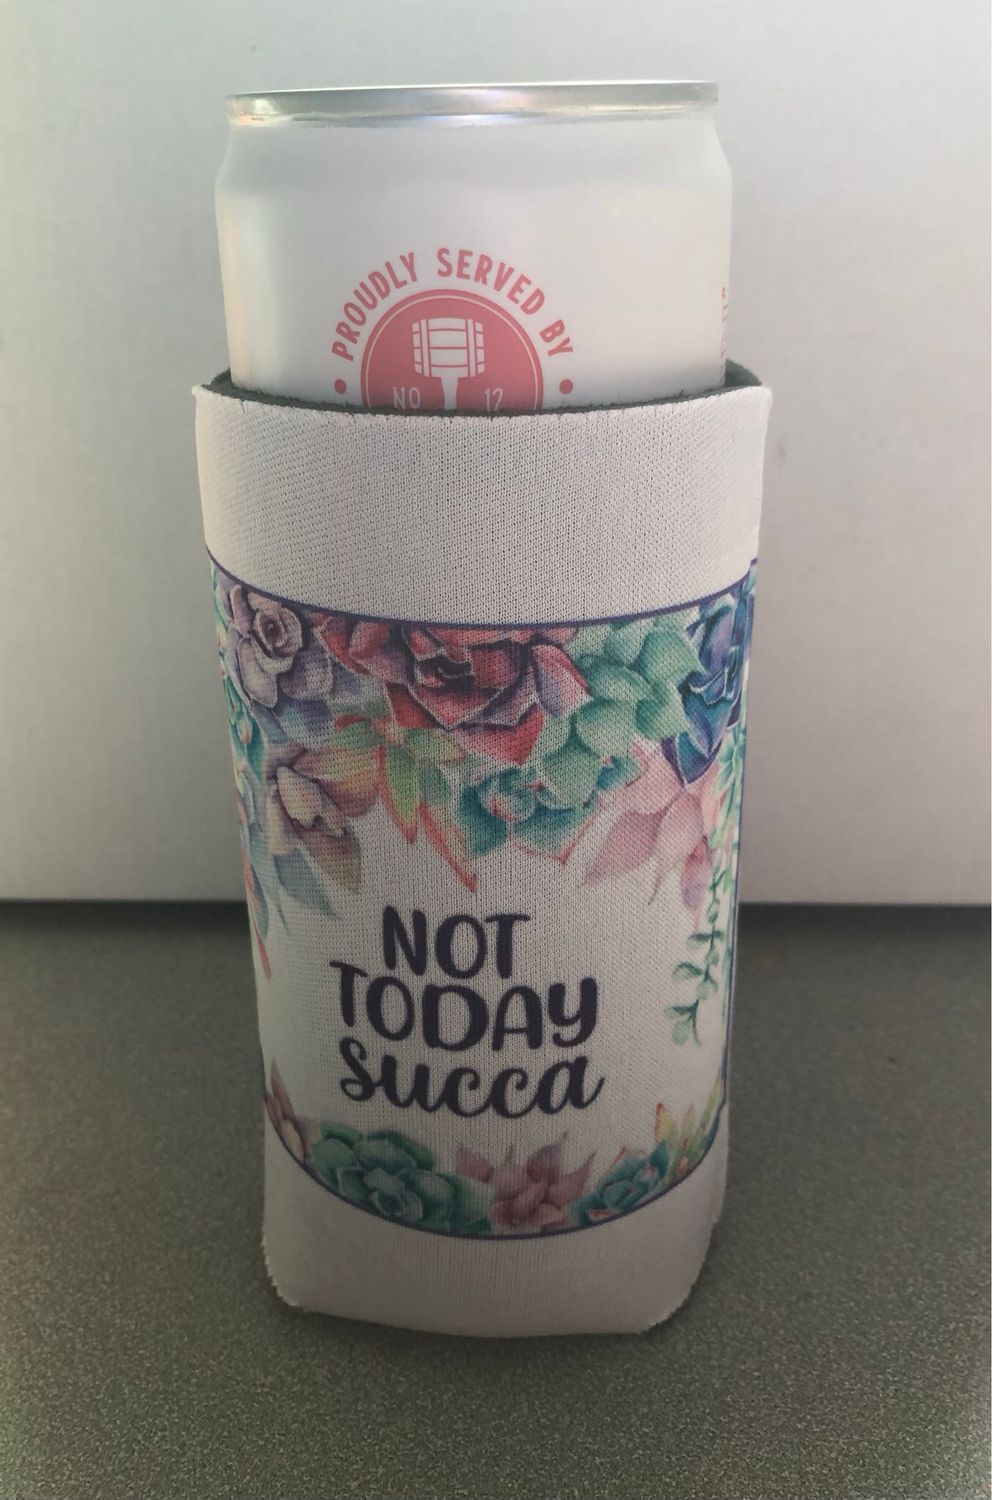 PROUDLY SERVED BY
NO 12
NOT
TODAY
succa